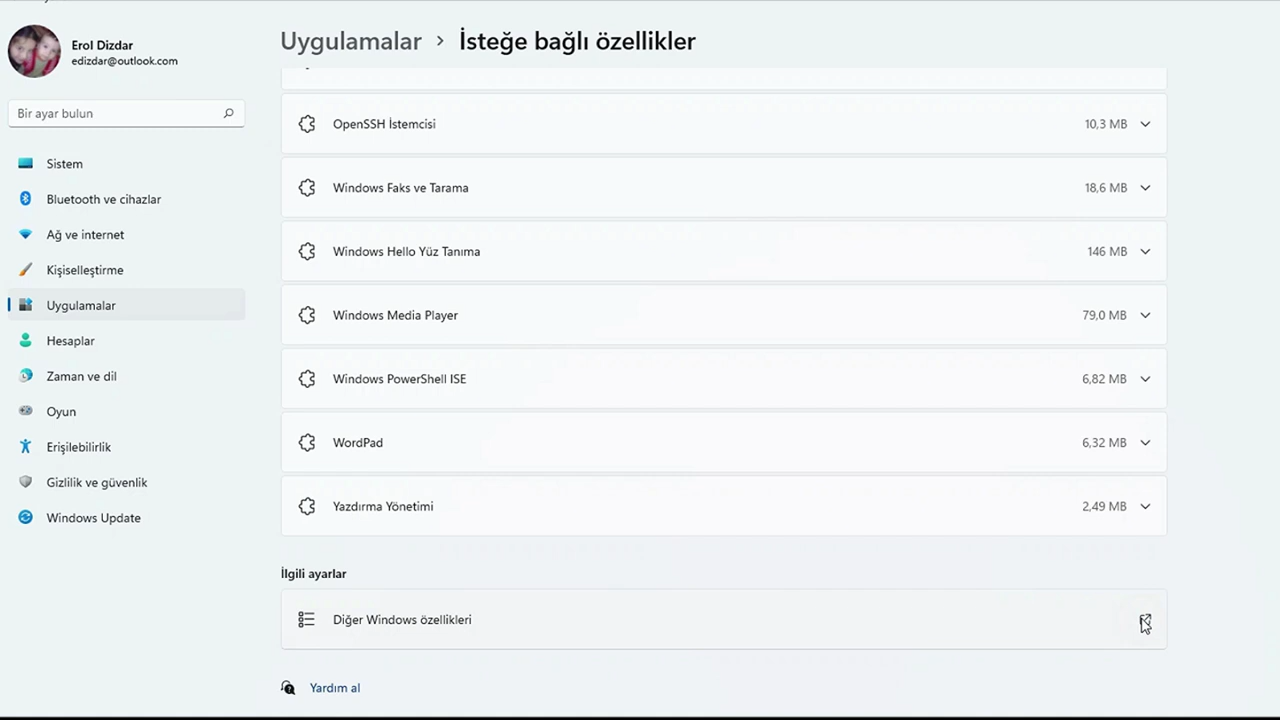 Erol Dizdar
edizdar@outlook.com
Bir ayar bulun
Sistem
Bluetooth ve cihazlar
Ağ ve internet
Kişiselleştirme
Uygulamalar
Hesaplar
Zaman ve dil
Oyun
Erişilebilirlik
Gizlilik ve güvenlik
Windows Update
Uygulamalar > İsteğe bağlı özellikler
OpenSSH İstemcisi 10,3 MB
Windows Faks ve Tarama 18,6 MB
Windows Hello Yüz Tanıma 146 MB
Windows Media Player 79,0 MB
Windows PowerShell ISE 6,82 MB
WordPad 6,32 MB
Yazdırma Yönetimi 2,49 MB
İlgili ayarlar
Diğer Windows özellikleri
Yardım al